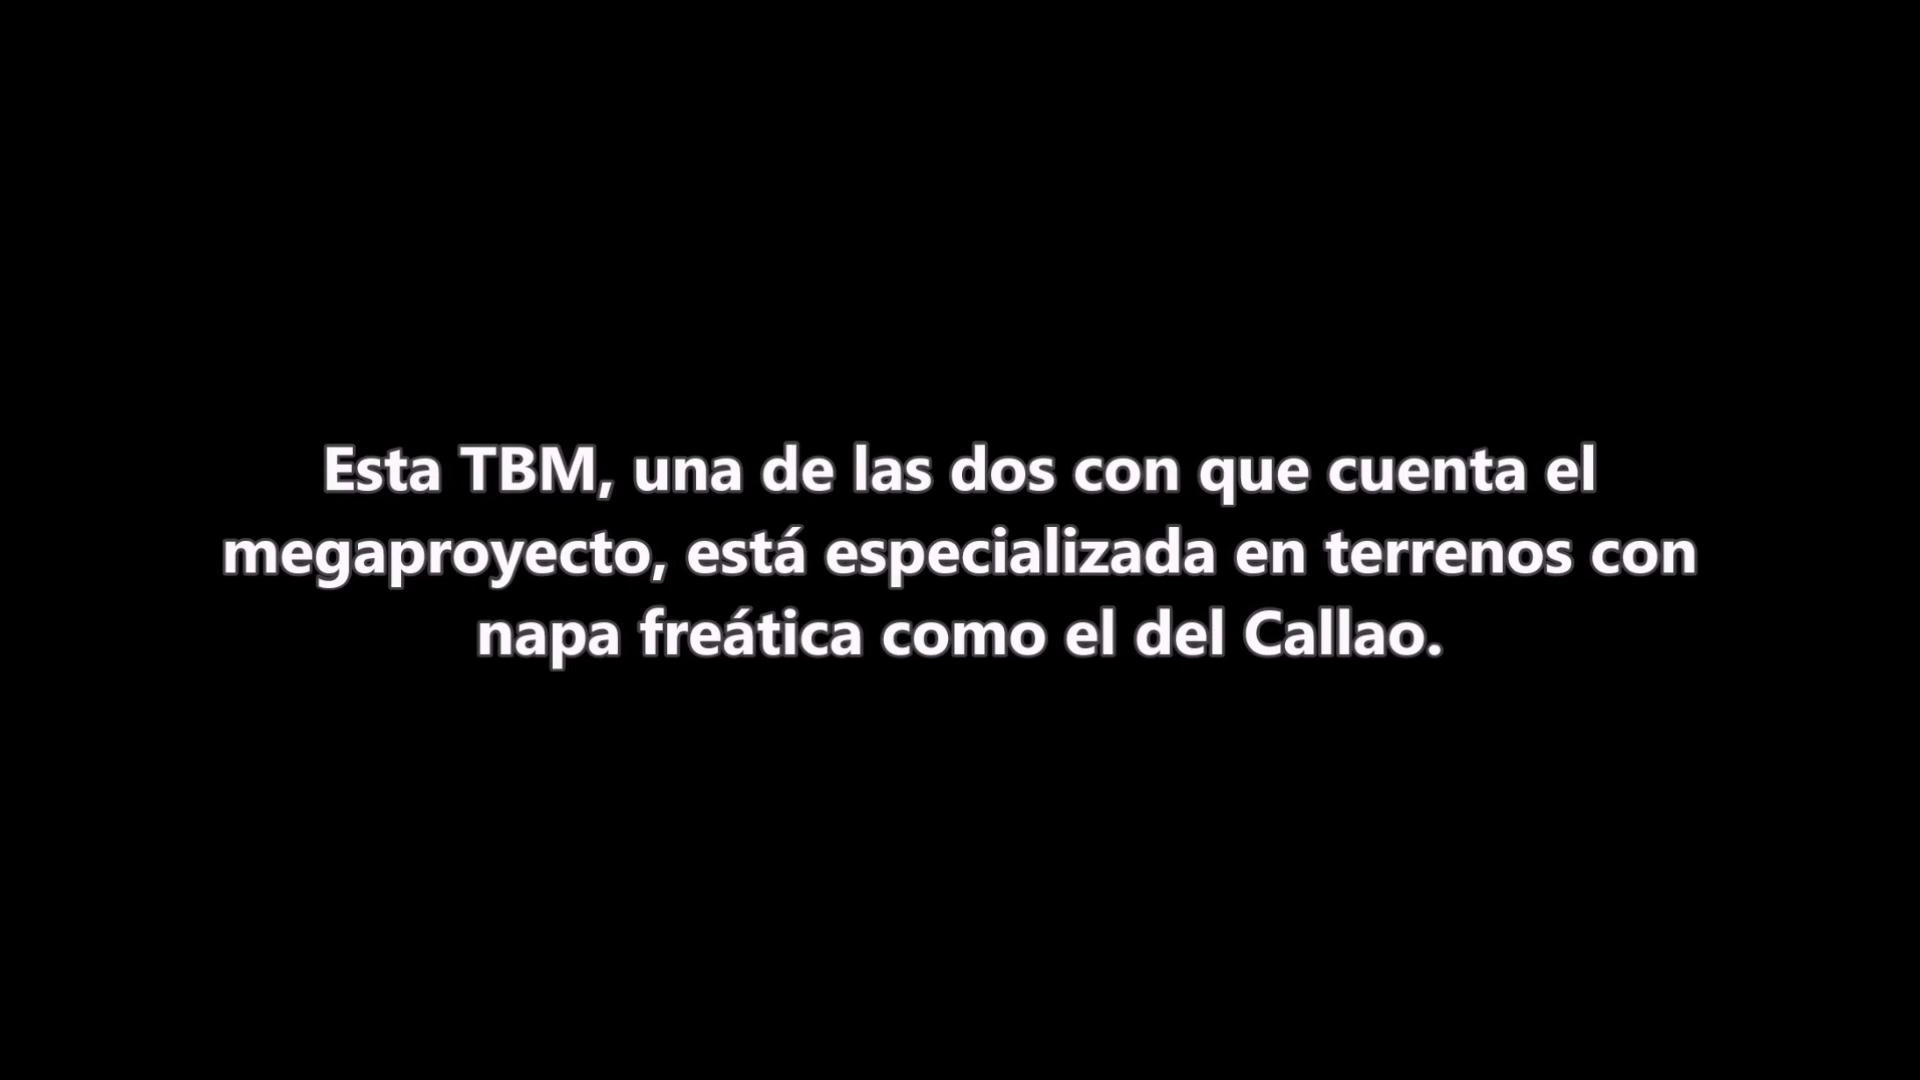 Esta TBM, una de las dos con que cuenta el
megaproyecto, está especializada en terrenos con
napa freática como el del Callao.